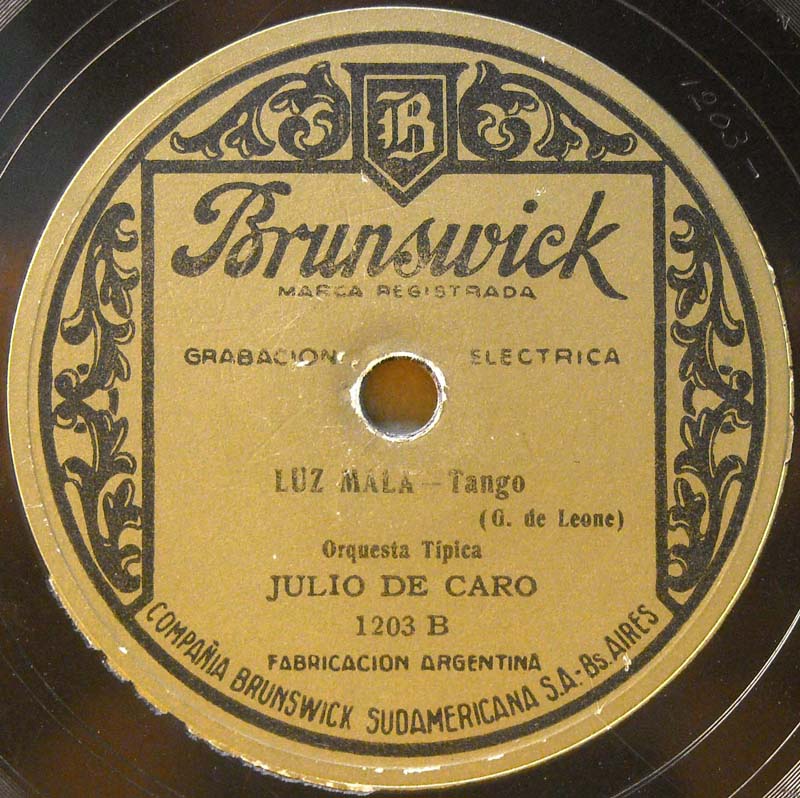 B
Brunswick
MARCA REGISTRADA
GRABACION ELECTRICA
LUZ MALA — Tango
(G. de Leone)
Orquesta Típica
JULIO DE CARO
1203 B
FABRICACION ARGENTINA
COMPAÑIA BRUNSWICK SUDAMERICANA S.A.-Bs. AIRES
1203-